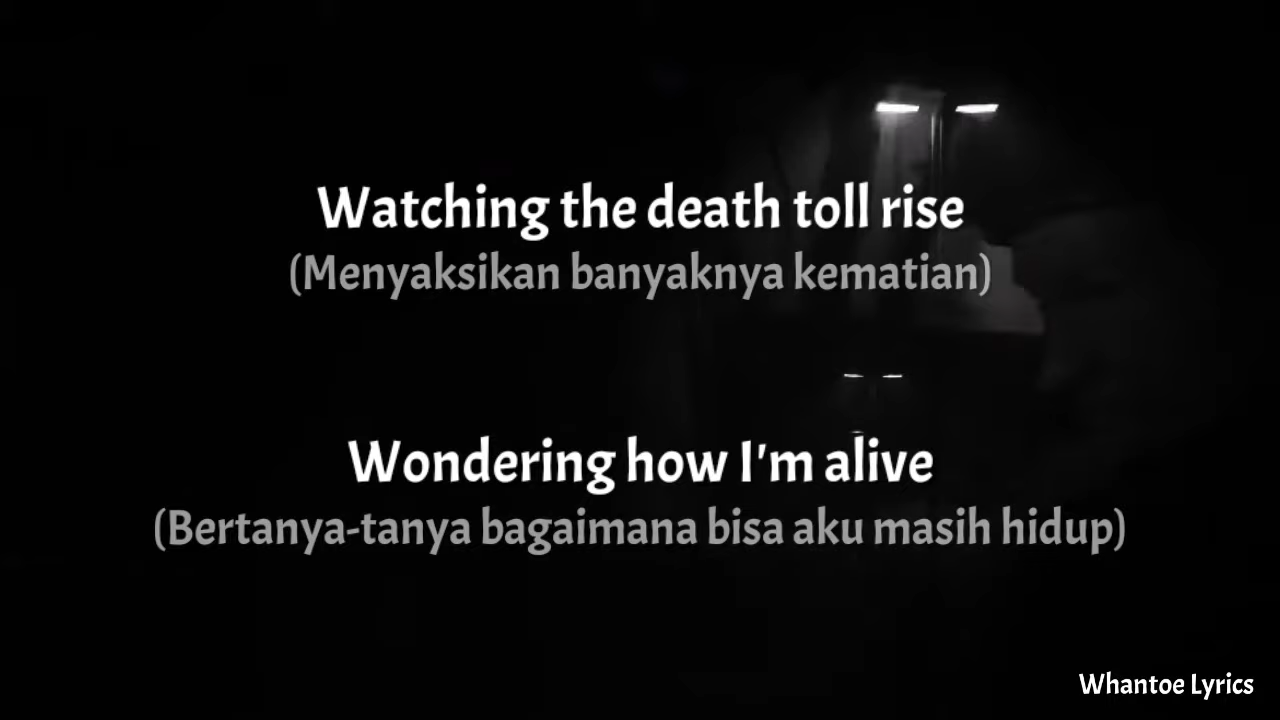 Watching the death toll rise
(Menyaksikan banyaknya kematian)
Wondering how I'm alive
(Bertanya-tanya bagaimana bisa aku masih hidup)
Whantoe Lyrics